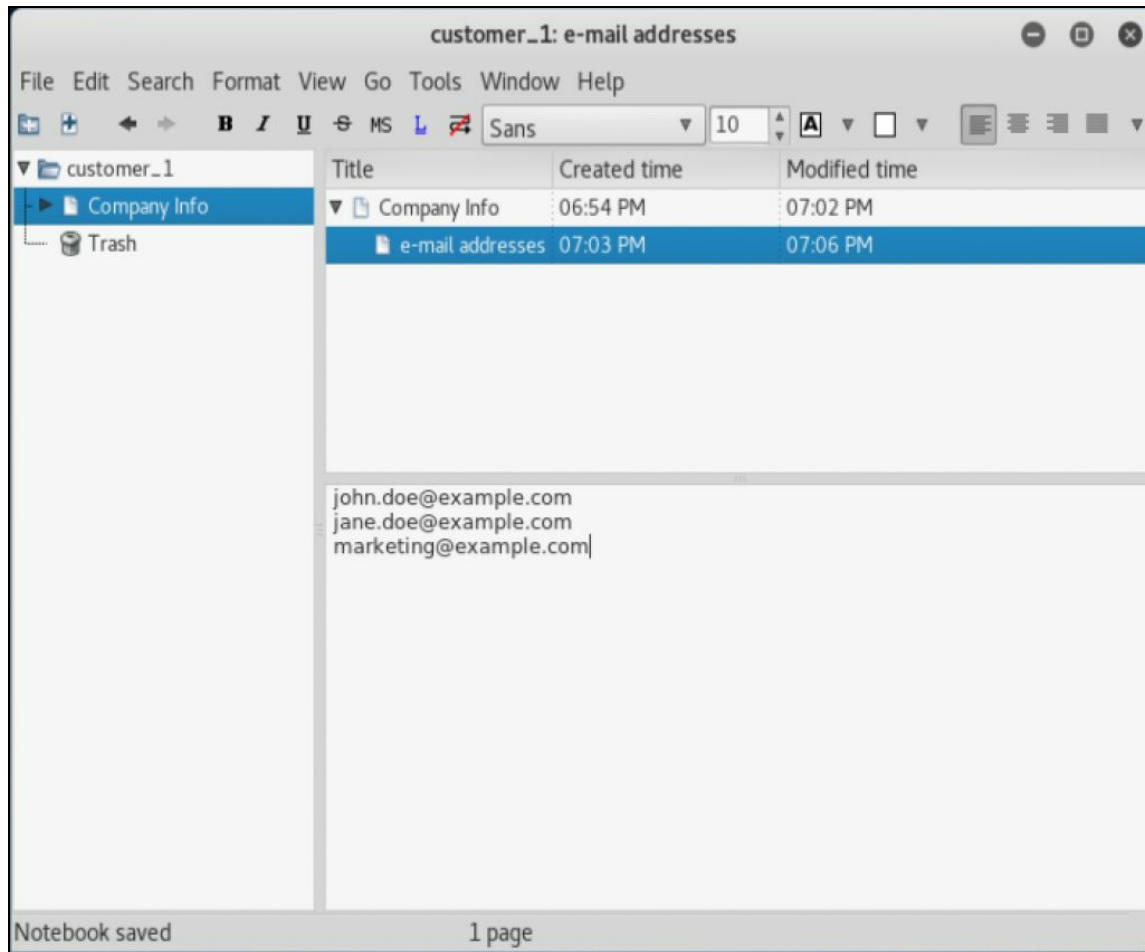 customer_1: e-mail addresses
File Edit Search Format View Go Tools Window Help
B I U S MS L Sans 10 A
customer_1
Company Info
Trash
Title Created time Modified time
Company Info 06:54 PM 07:02 PM
e-mail addresses 07:03 PM 07:06 PM
john.doe@example.com
jane.doe@example.com
marketing@example.com
Notebook saved 1 page